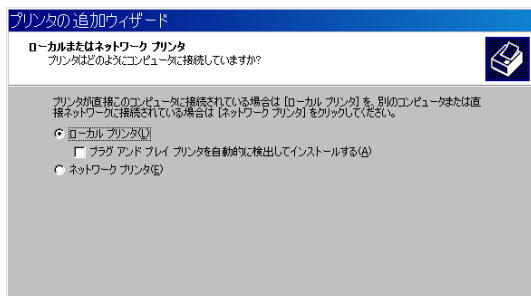 プリンタの追加ウィザード
ローカルまたはネットワーク プリンタ
プリンタはどのようにコンピュータに接続していますか?
プリンタが直接このコンピュータに接続されている場合は [ローカル プリンタ] を、別のコンピュータまたは直
接ネットワークに接続されている場合は [ネットワーク プリンタ] をクリックしてください。
ローカル プリンタ(L)
プラグ アンド プレイ プリンタを自動的に検出してインストールする(A)
ネットワーク プリンタ(E)